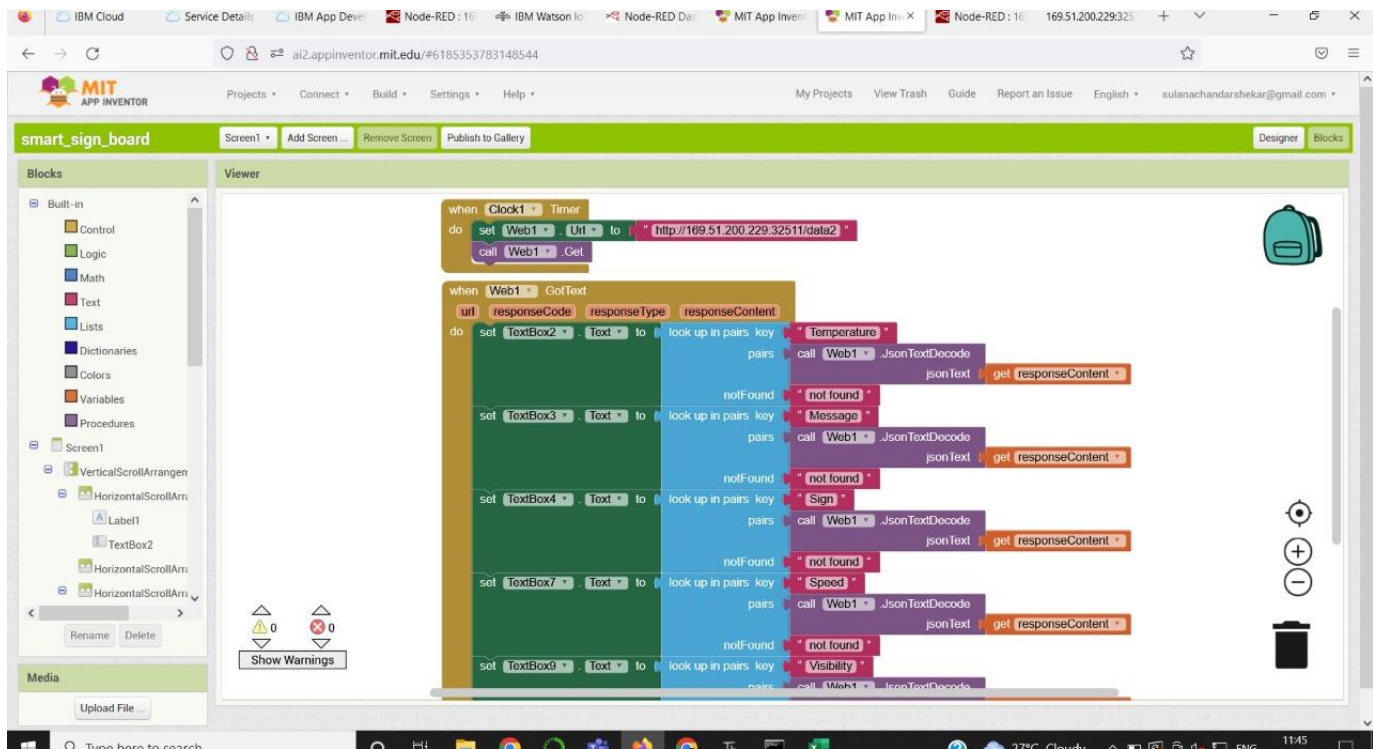 IBM Cloud Service Details IBM App Deve Node-RED : 16 IBM Watson Io Node-RED Das MIT App Invent MIT App Inv Node-RED : 16 169.51.200.229:325
ai2.appinventor.mit.edu/#6185353783148544
MIT APP INVENTOR Projects Connect Build Settings Help My Projects View Trash Guide Report an Issue English sulanachandarshekar@gmail.com
smart_sign_board Screen1 Add Screen ... Remove Screen Publish to Gallery Designer Blocks
Blocks Viewer
Built-in
Control
Logic
Math
Text
Lists
Dictionaries
Colors
Variables
Procedures
Screen1
VerticalScrollArrangem
HorizontalScrollArra
Label1
TextBox2
HorizontalScrollArra
HorizontalScrollArra
Rename Delete
Media
Upload File ...
when Clock1 .Timer
do set Web1 . Url to " http://169.51.200.229:32511/data2 "
call Web1 .Get
when Web1 .GotText
url responseCode responseType responseContent
do set TextBox2 . Text to look up in pairs key " Temperature "
pairs call Web1 .JsonTextDecode
jsonText get responseContent
notFound " not found "
set TextBox3 . Text to look up in pairs key " Message "
pairs call Web1 .JsonTextDecode
jsonText get responseContent
notFound " not found "
set TextBox4 . Text to look up in pairs key " Sign "
pairs call Web1 .JsonTextDecode
jsonText get responseContent
notFound " not found "
set TextBox7 . Text to look up in pairs key " Speed "
pairs call Web1 .JsonTextDecode
jsonText get responseContent
notFound " not found "
set TextBox9 . Text to look up in pairs key " Visibility "
pairs call Web1 .JsonTextDecode
0 0
Show Warnings
Type here to search 27°C Cloudy ENG 11:45